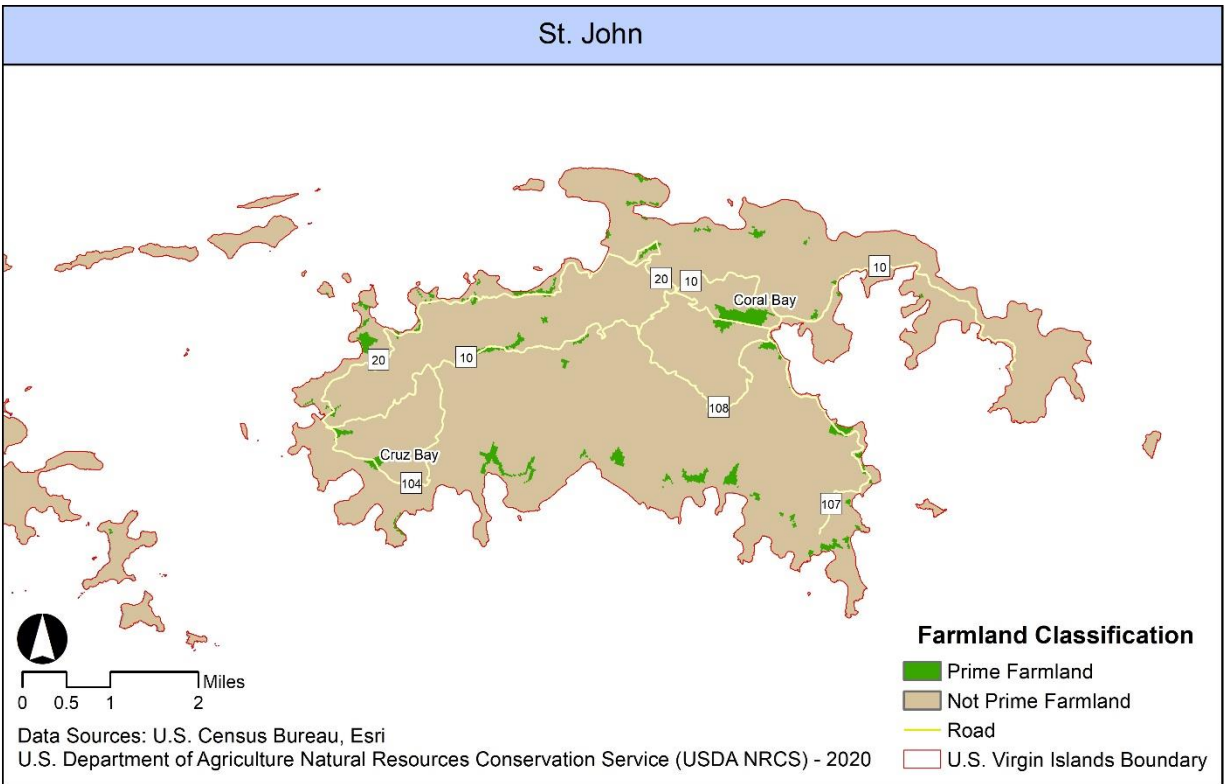 St. John
10
20
10
Coral Bay
20
10
108
Cruz Bay
104
107
Miles
0 0.5 1 2
Farmland Classification
Prime Farmland
Not Prime Farmland
Road
U.S. Virgin Islands Boundary
Data Sources: U.S. Census Bureau, Esri
U.S. Department of Agriculture Natural Resources Conservation Service (USDA NRCS) - 2020